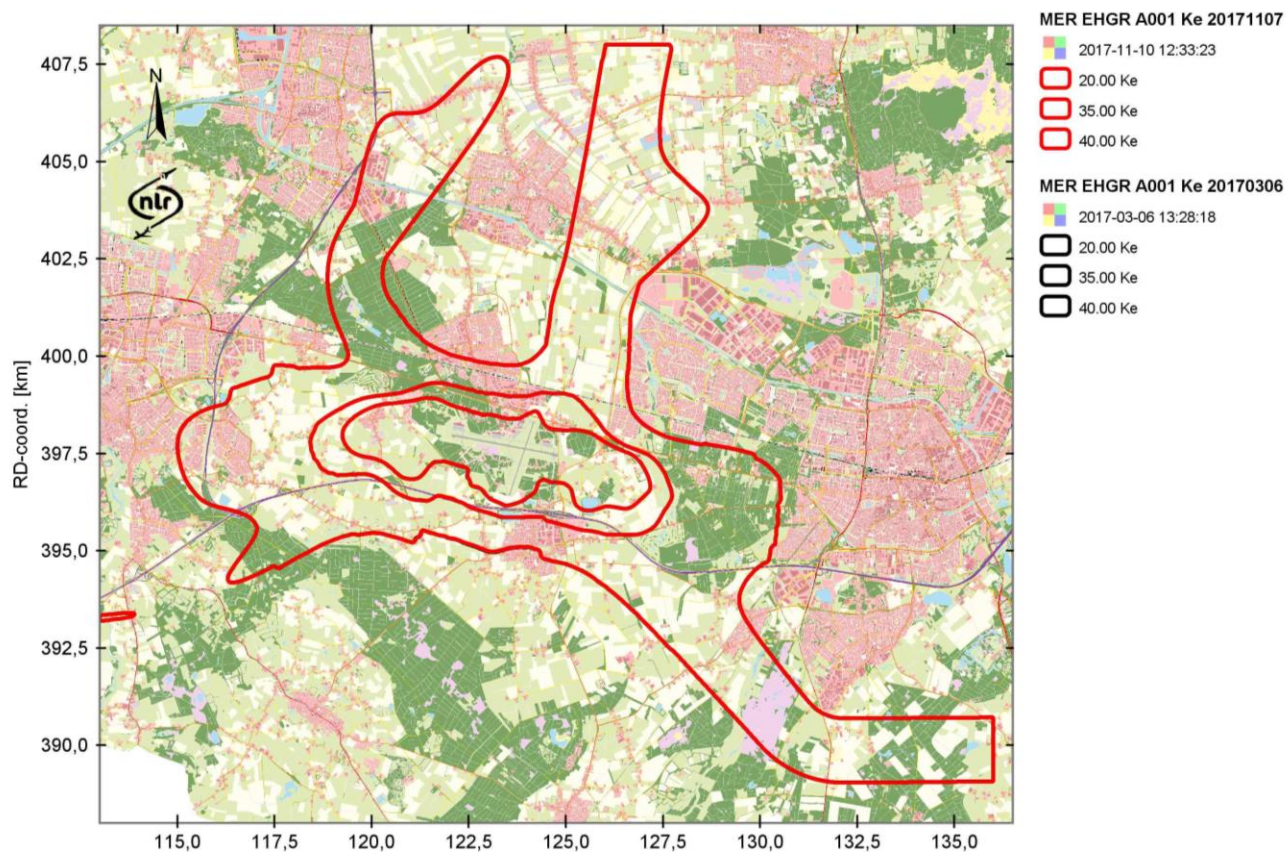 MER EHGR A001 Ke 20171107
2017-11-10 12:33:23
20.00 Ke
35.00 Ke
40.00 Ke
MER EHGR A001 Ke 20170306
2017-03-06 13:28:18
20.00 Ke
35.00 Ke
40.00 Ke
N
nlr
RD-coord. [km]
407,5
405,0
402,5
400,0
397,5
395,0
392,5
390,0
115,0 117,5 120,0 122,5 125,0 127,5 130,0 132,5 135,0